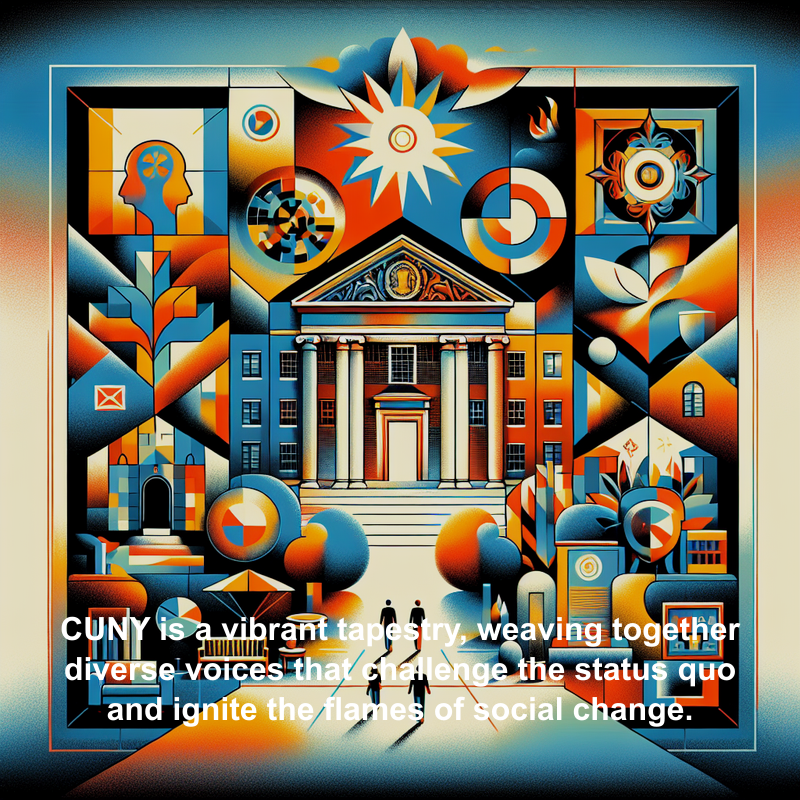 CUNY is a vibrant tapestry, weaving together
diverse voices that challenge the status quo
and ignite the flames of social change.